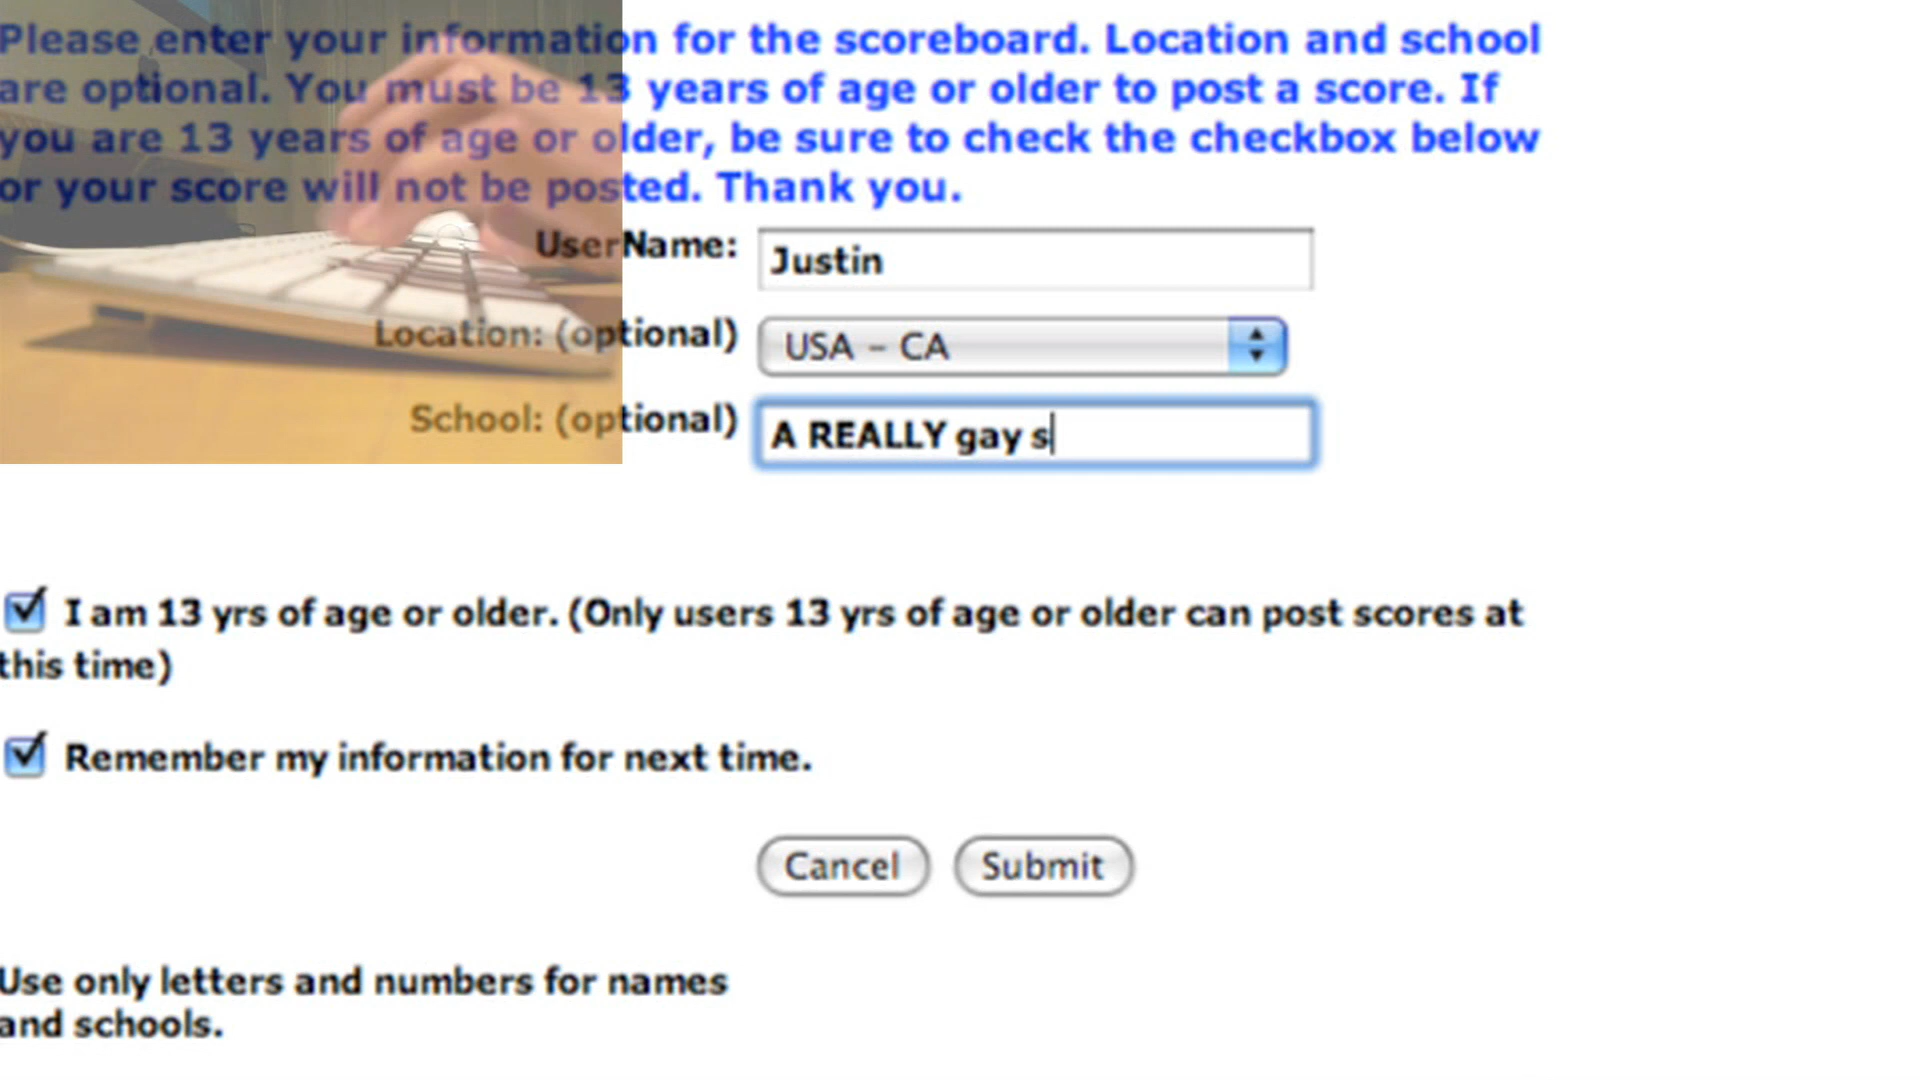 Please enter your information for the scoreboard. Location and school
are optional. You must be 13 years of age or older to post a score. If
you are 13 years of age or older, be sure to check the checkbox below
or your score will not be posted. Thank you.
UserName: Justin
Location: (optional) USA - CA
School: (optional) A REALLY gay s
I am 13 yrs of age or older. (Only users 13 yrs of age or older can post scores at
this time)
Remember my information for next time.
Cancel Submit
Use only letters and numbers for names
and schools.